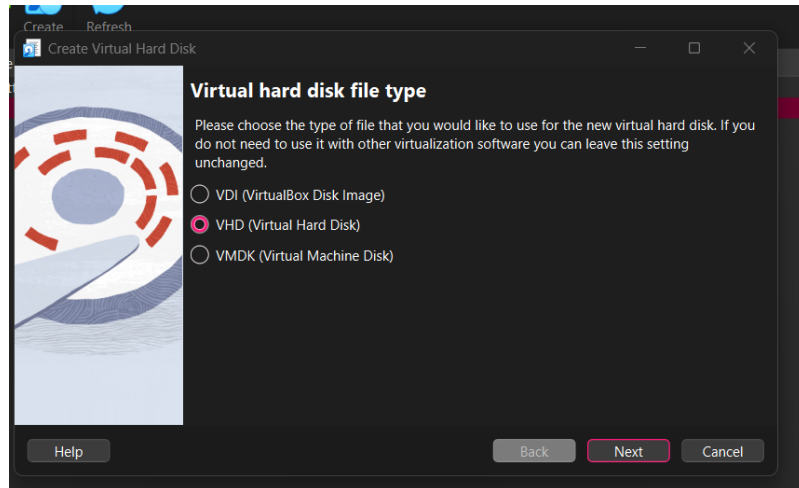 Create Refresh
Create Virtual Hard Disk
Virtual hard disk file type
Please choose the type of file that you would like to use for the new virtual hard disk. If you
do not need to use it with other virtualization software you can leave this setting
unchanged.
VDI (VirtualBox Disk Image)
VHD (Virtual Hard Disk)
VMDK (Virtual Machine Disk)
Help Back Next Cancel